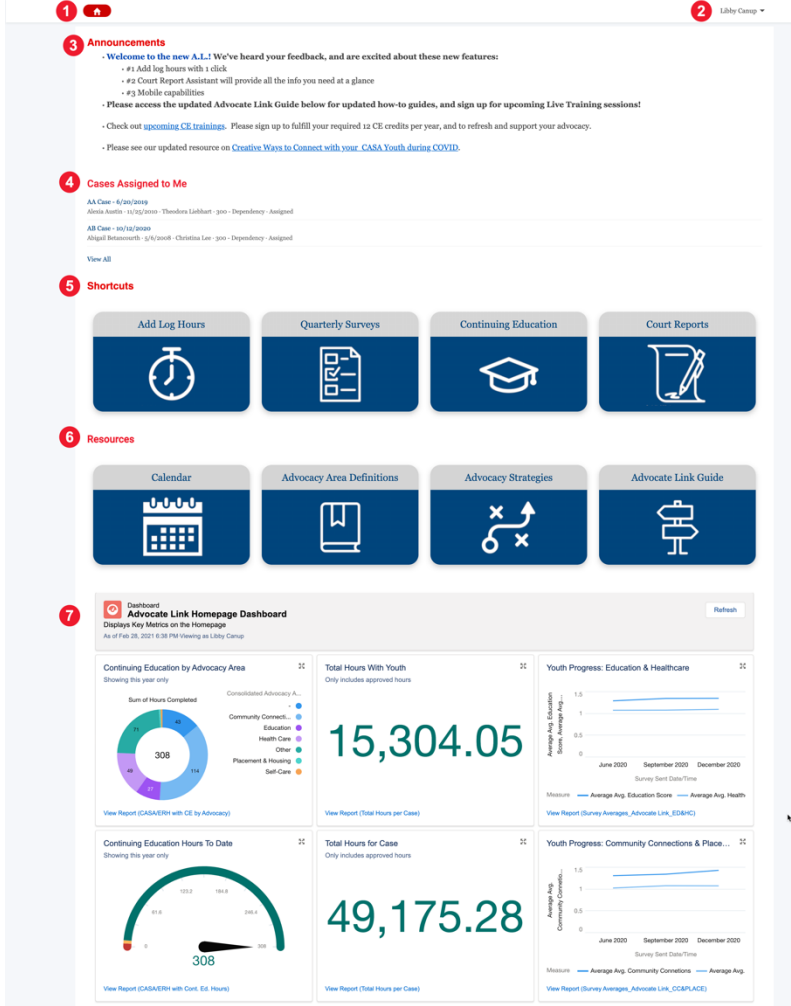 1
2 Libby Canup
3 Announcements
• Welcome to the new A.L.! We've heard your feedback, and are excited about these new features:
• #1 Add log hours with 1 click
• #2 Court Report Assistant will provide all the info you need at a glance
• #3 Mobile capabilities
• Please access the updated Advocate Link Guide below for updated how-to guides, and sign up for upcoming Live Training sessions!
• Check out upcoming CE trainings. Please sign up to fulfill your required 12 CE credits per year, and to refresh and support your advocacy.
• Please see our updated resource on Creative Ways to Connect with your CASA Youth during COVID.
4 Cases Assigned to Me
AA Case - 6/20/2019
Alexia Austin · 11/25/2010 · Theodora Liebhart · 300 - Dependency · Assigned
AB Case - 10/12/2020
Abigail Betancourth · 5/6/2008 · Christina Lee · 300 - Dependency · Assigned
View All
5 Shortcuts
Add Log Hours
Quarterly Surveys
Continuing Education
Court Reports
6 Resources
Calendar
Advocacy Area Definitions
Advocacy Strategies
Advocate Link Guide
7
Dashboard
Advocate Link Homepage Dashboard
Displays Key Metrics on the Homepage
As of Feb 28, 2021 6:38 PM Viewing as Libby Canup
Refresh
Continuing Education by Advocacy Area
Showing this year only
Sum of Hours Completed
Consolidated Advocacy A...
-
Community Connecti...
Education
Health Care
Other
Placement & Housing
Self-Care
71
114
308
View Report (CASA/ERH with CE by Advocacy)
Total Hours With Youth
Only includes approved hours
15,304.05
View Report (Total Hours per Case)
Youth Progress: Education & Healthcare
Average Avg. Education
Score, Average Avg....
1.5
1
0.5
0
June 2020 September 2020 December 2020
Survey Sent Date/Time
Measure Average Avg. Education Score Average Avg. Health
View Report (Survey Averages_Advocate Link_ED&HC)
Continuing Education Hours To Date
Showing this year only
0
61.6
123.2
184.8
246.4
308
308
View Report (CASA/ERH with Cont. Ed. Hours)
Total Hours for Case
Only includes approved hours
49,175.28
View Report (Total Hours per Case)
Youth Progress: Community Connections & Place...
Average Avg.
Community Connetio...
1.5
1
0.5
0
June 2020 September 2020 December 2020
Survey Sent Date/Time
Measure Average Avg. Community Connetions Average Avg.
View Report (Survey Averages_Advocate Link_CC&PLACE)